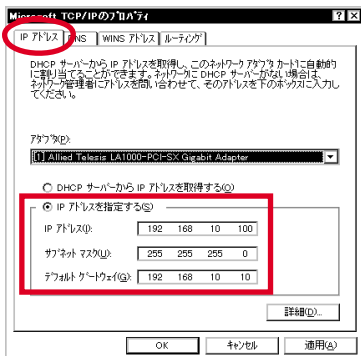 Microsoft TCP/IPのプロパティ
IP アドレス DNS WINS アドレス ルーティング
DHCP サーバーから IP アドレスを取得し、このネットワーク アダプタ カードに自動的
に割り当てることができます。ネットワークに DHCP サーバーがない場合は、
ネットワーク管理者にアドレスを問い合わせて、そのアドレスを下のボックスに入力し
てください。
アダプタ(P):
[1] Allied Telesis LA1000-PCI-SX Gigabit Adapter
DHCP サーバーから IP アドレスを取得する(O)
IP アドレスを指定する(S)
IP アドレス(I): 192 168 10 100
サブネット マスク(U): 255 255 255 0
デフォルト ゲートウェイ(G): 192 168 10 10
詳細(D)...
OK キャンセル 適用(A)